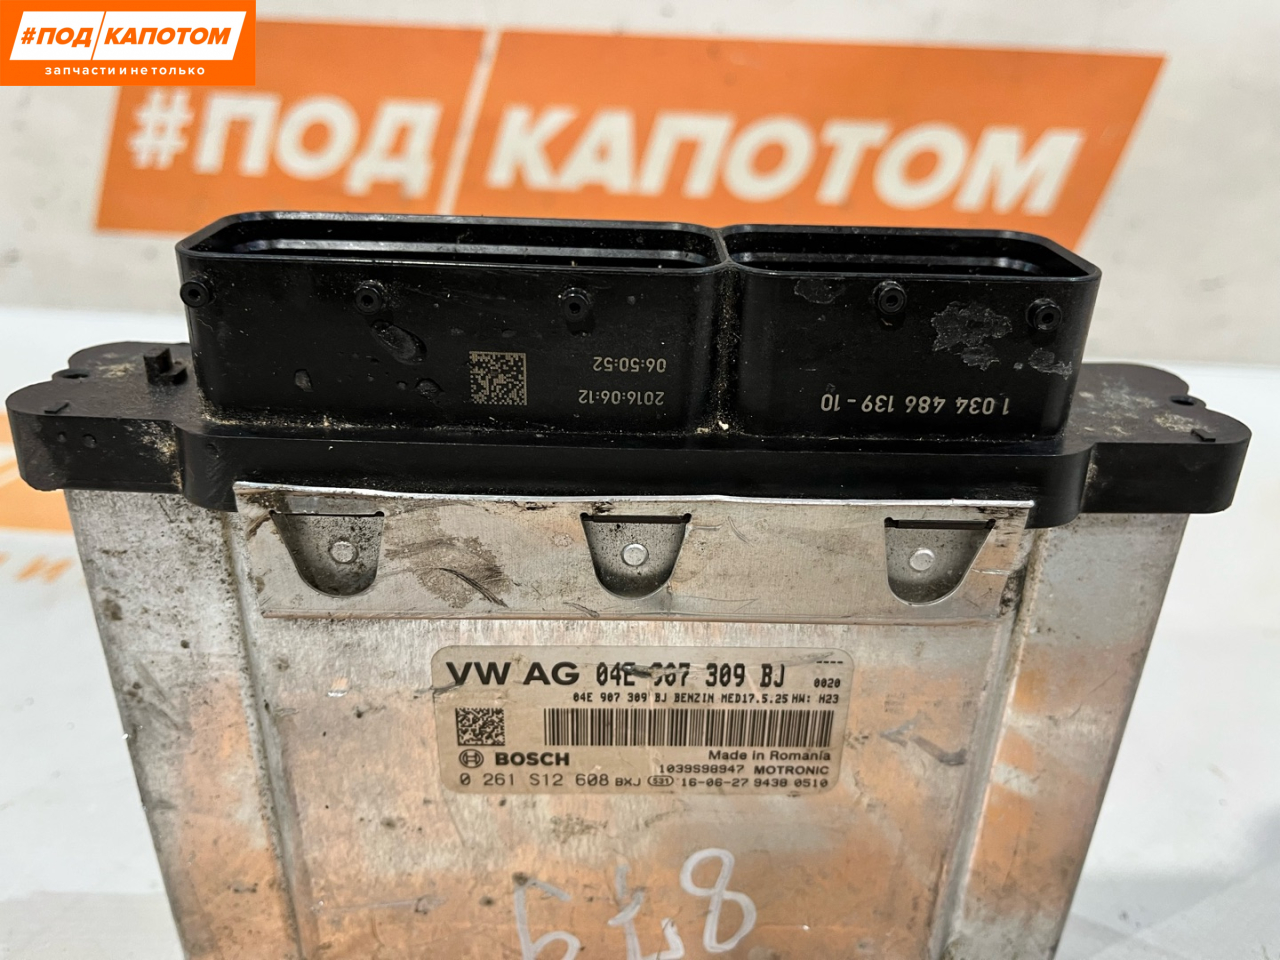 #ПОД КАПОТОМ
запчасти и не только
#ПОД КАПОТОМ
06:50:52
2016:06:12
1 034 486 139 - 10
VW AG 04E 907 309 BJ ----
0020
04E 907 309 BJ BENZIN MED17.5.25 HW: H23
BOSCH Made in Romania
1039S98947 MOTRONIC
0 261 S12 608 BXJ 16-06-27 9438 0510